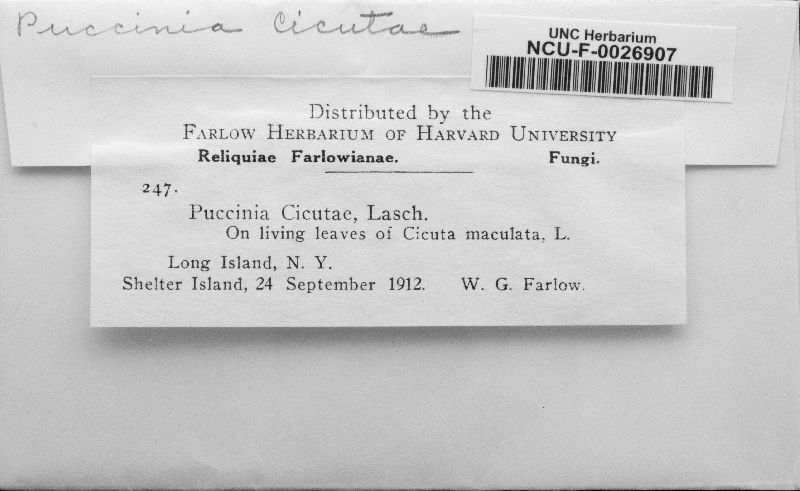 Puccinia Cicutae
UNC Herbarium
NCU-F-0026907
Distributed by the
FARLOW HERBARIUM OF HARVARD UNIVERSITY
Reliquiae Farlowianae. Fungi.
247.
Puccinia Cicutae, Lasch.
On living leaves of Cicuta maculata, L.
Long Island, N. Y.
Shelter Island, 24 September 1912. W. G. Farlow.